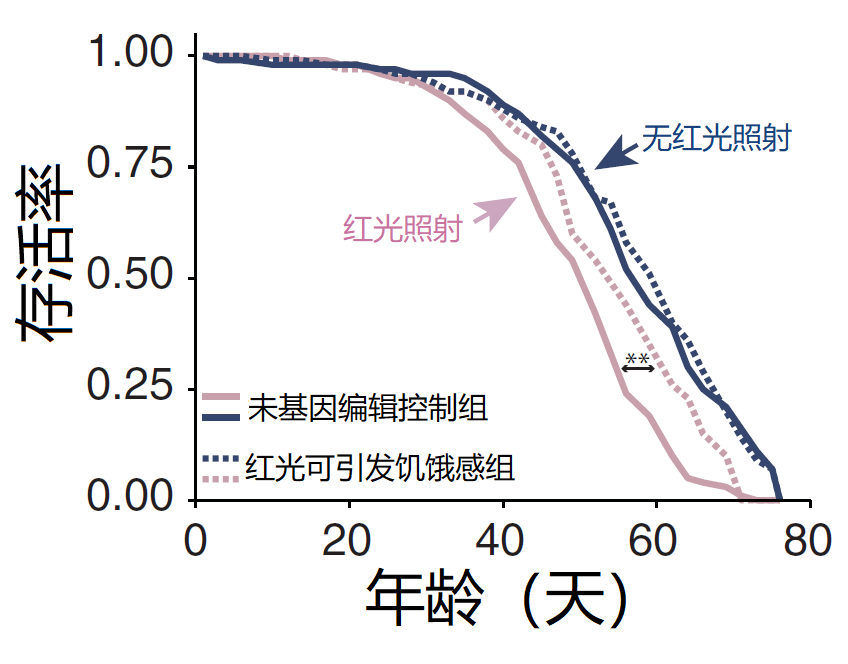 1.00
0.75
0.50
0.25
0.00
存活率
无红光照射
红光照射
**
未基因编辑控制组
红光可引发饥饿感组
0 20 40 60 80
年龄（天）